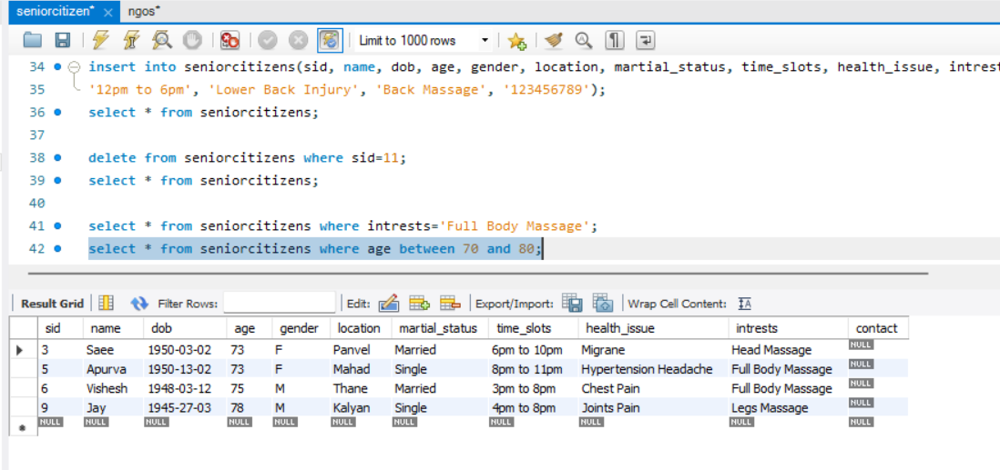 seniorcitizen* × ngos*
Limit to 1000 rows
34 insert into seniorcitizens(sid, name, dob, age, gender, location, martial_status, time_slots, health_issue, intrest
35 '12pm to 6pm', 'Lower Back Injury', 'Back Massage', '123456789');
36 select * from seniorcitizens;
37
38 delete from seniorcitizens where sid=11;
39 select * from seniorcitizens;
40
41 select * from seniorcitizens where intrests='Full Body Massage';
42 select * from seniorcitizens where age between 70 and 80;
Result Grid Filter Rows: Edit: Export/Import: Wrap Cell Content: IA
sid name dob age gender location martial_status time_slots health_issue intrests contact
3 Saee 1950-03-02 73 F Panvel Married 6pm to 10pm Migrane Head Massage NULL
5 Apurva 1950-13-02 73 F Mahad Single 8pm to 11pm Hypertension Headache Full Body Massage NULL
6 Vishesh 1948-03-12 75 M Thane Married 3pm to 8pm Chest Pain Full Body Massage NULL
9 Jay 1945-27-03 78 M Kalyan Single 4pm to 8pm Joints Pain Legs Massage NULL
NULL NULL NULL NULL NULL NULL NULL NULL NULL NULL NULL